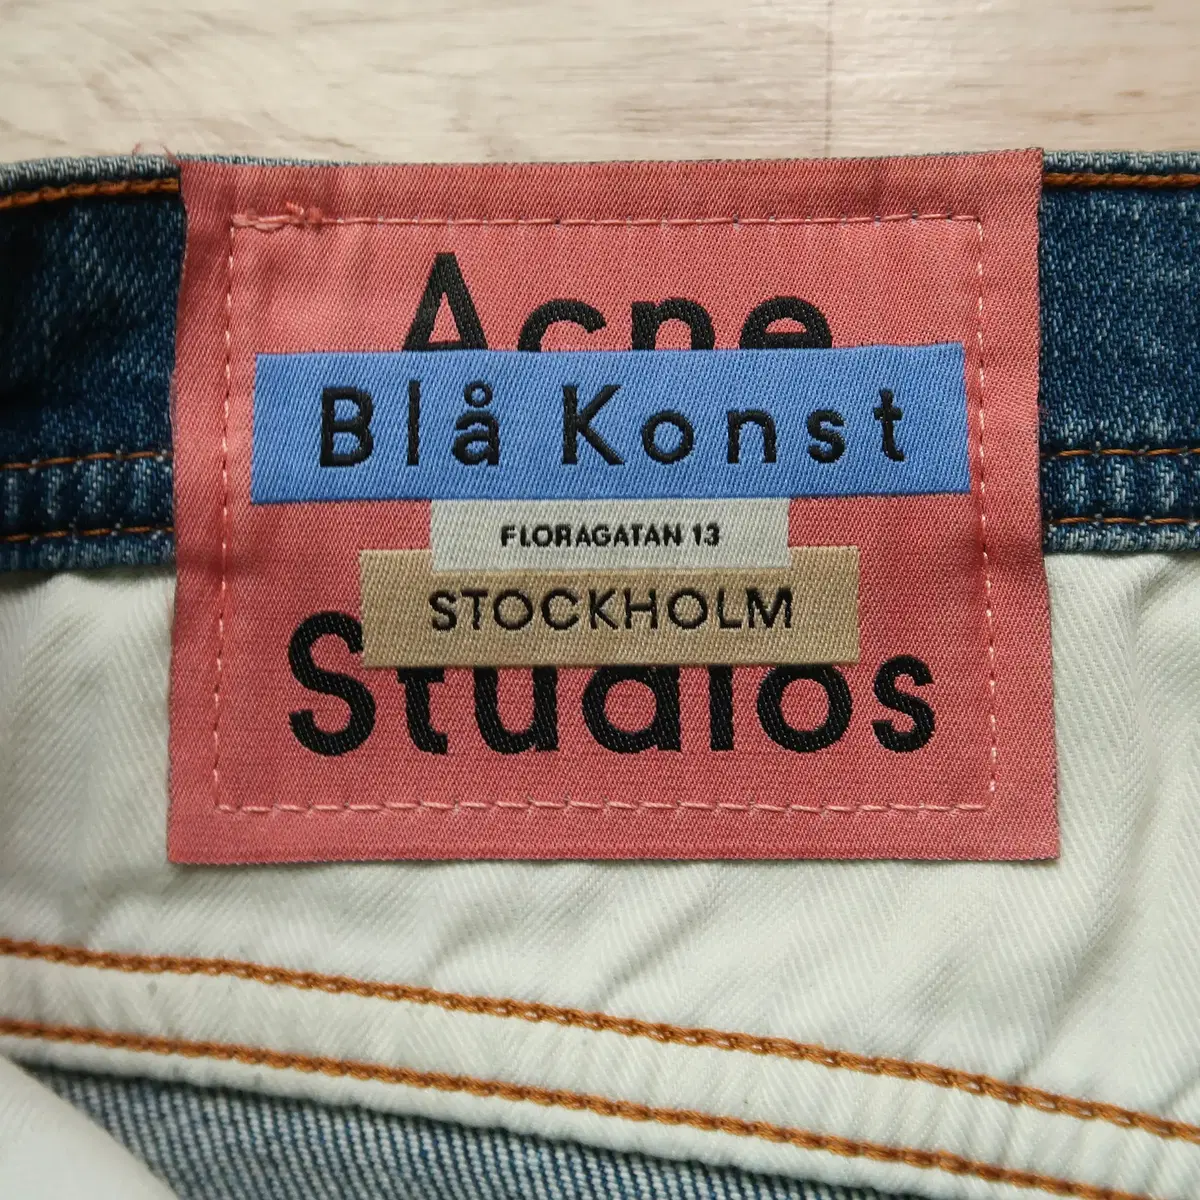 Acne
Blå Konst
FLORAGATAN 13
STOCKHOLM
Studios